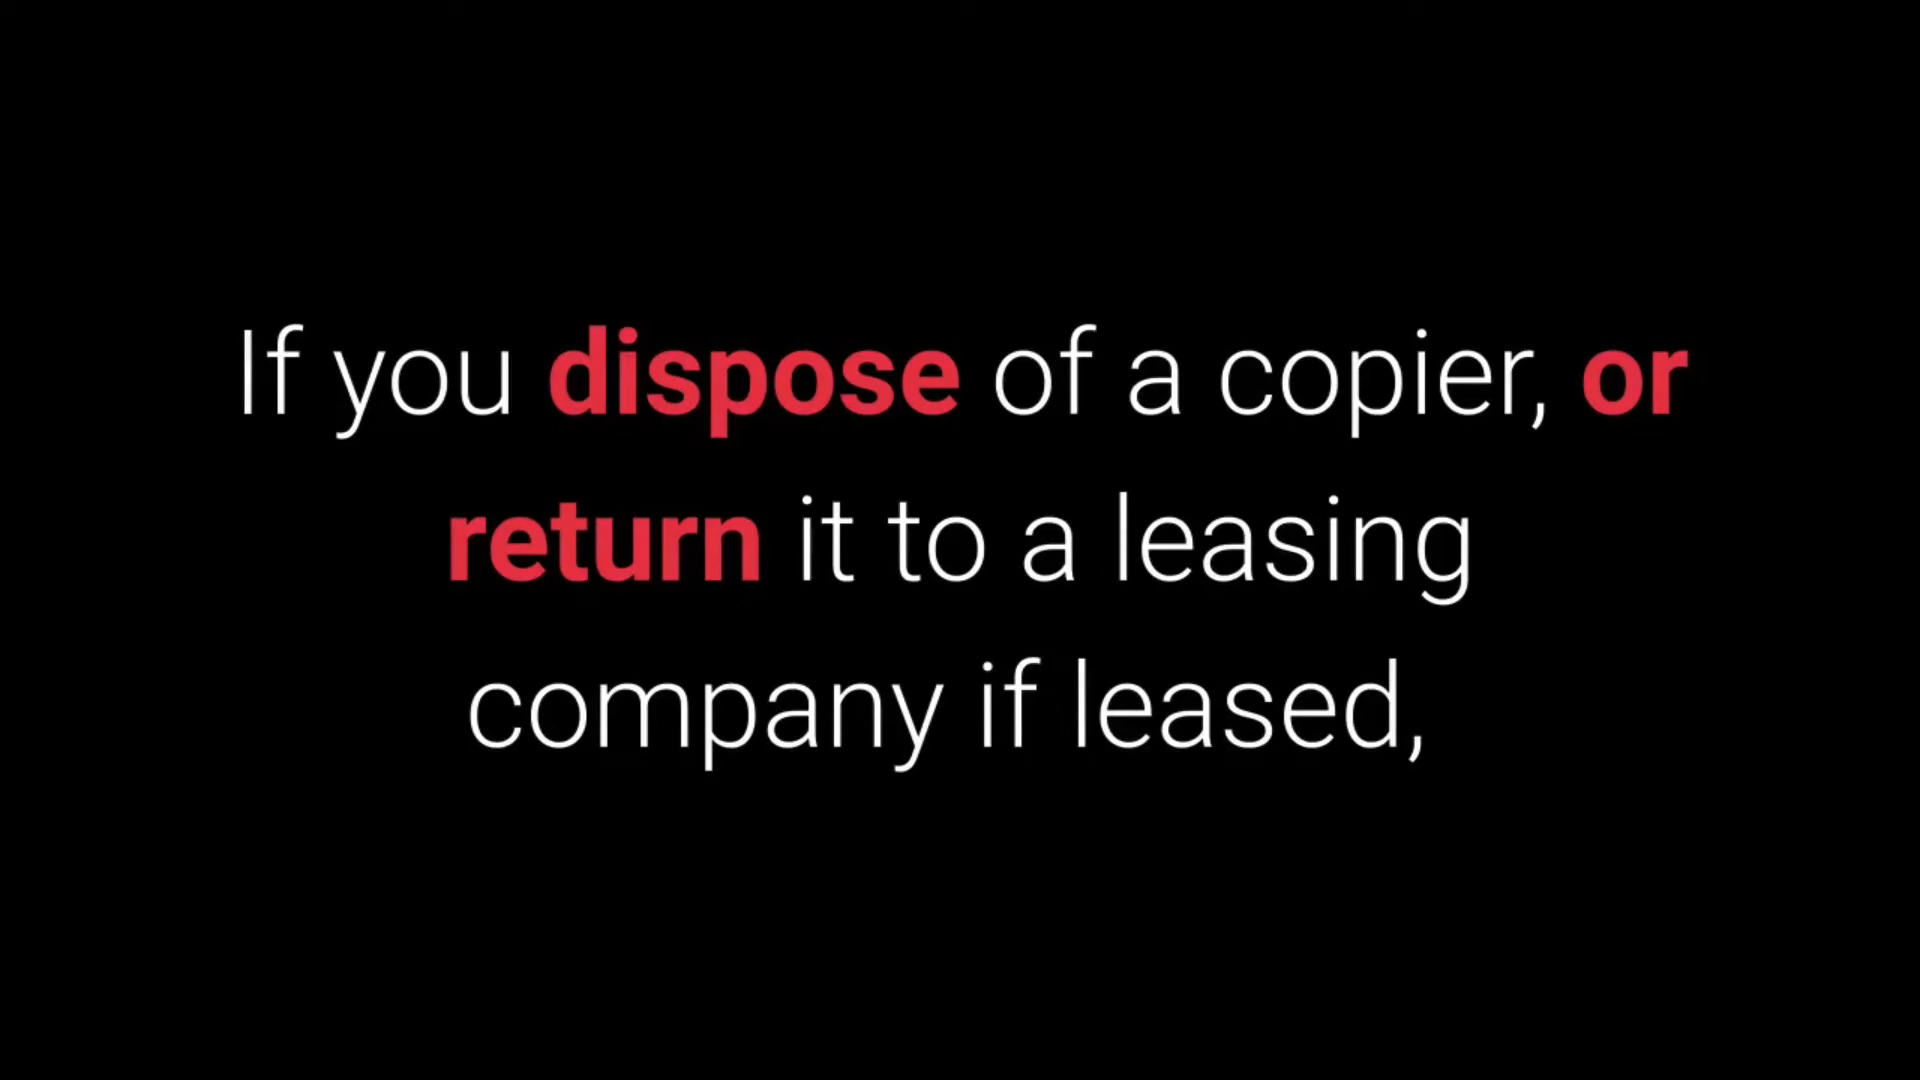 If you dispose of a copier, or
return it to a leasing
company if leased,